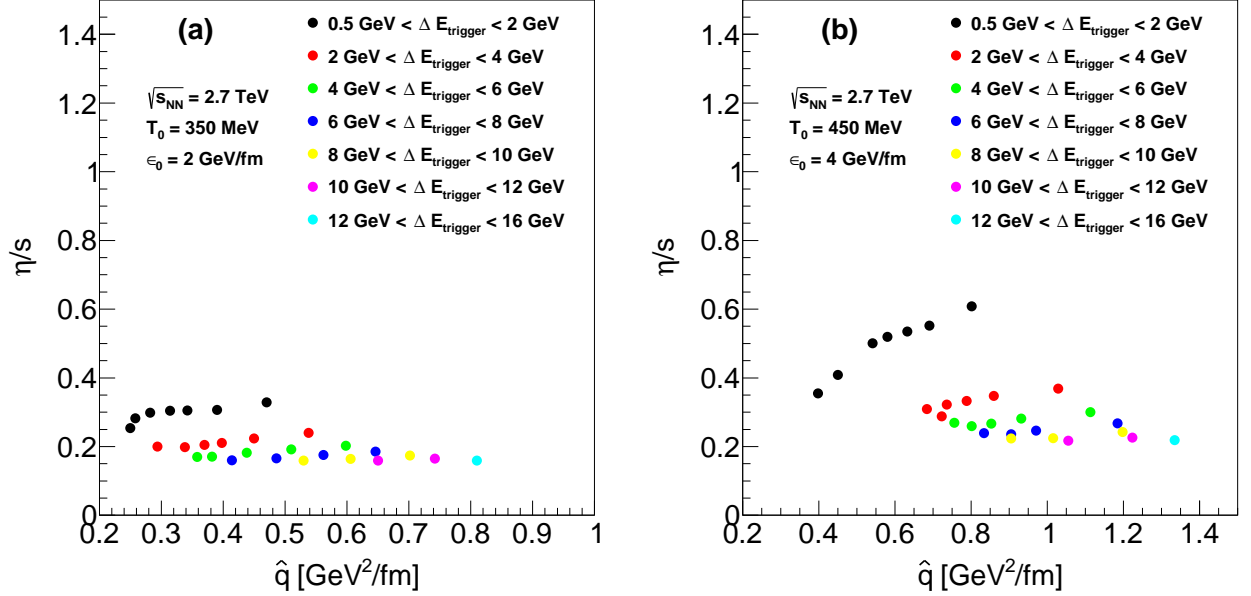 (a)
0.5 GeV < Δ E_trigger < 2 GeV
2 GeV < Δ E_trigger < 4 GeV
4 GeV < Δ E_trigger < 6 GeV
6 GeV < Δ E_trigger < 8 GeV
8 GeV < Δ E_trigger < 10 GeV
10 GeV < Δ E_trigger < 12 GeV
12 GeV < Δ E_trigger < 16 GeV
√s_NN = 2.7 TeV
T_0 = 350 MeV
ϵ_0 = 2 GeV/fm
η/s
1.4
1.2
1
0.8
0.6
0.4
0.2
0
0.2 0.3 0.4 0.5 0.6 0.7 0.8 0.9 1
q̂ [GeV²/fm]
(b)
0.5 GeV < Δ E_trigger < 2 GeV
2 GeV < Δ E_trigger < 4 GeV
4 GeV < Δ E_trigger < 6 GeV
6 GeV < Δ E_trigger < 8 GeV
8 GeV < Δ E_trigger < 10 GeV
10 GeV < Δ E_trigger < 12 GeV
12 GeV < Δ E_trigger < 16 GeV
√s_NN = 2.7 TeV
T_0 = 450 MeV
ϵ_0 = 4 GeV/fm
η/s
1.4
1.2
1
0.8
0.6
0.4
0.2
0
0.2 0.4 0.6 0.8 1 1.2 1.4
q̂ [GeV²/fm]